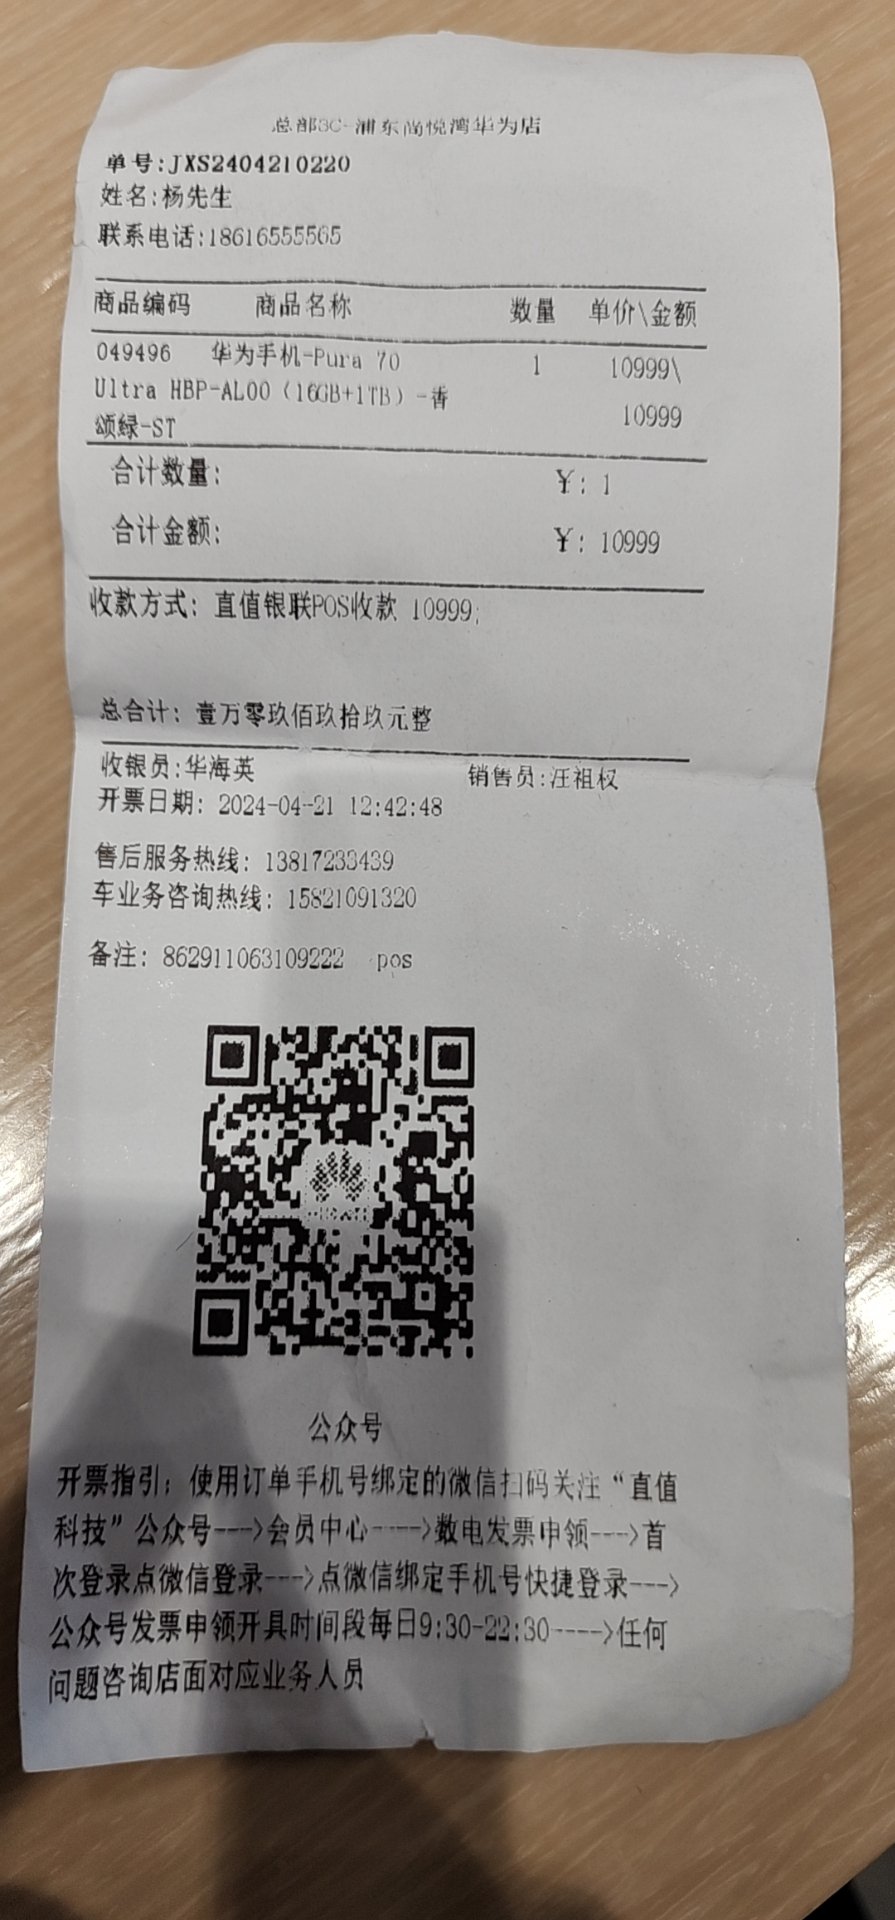 总部3C-浦东尚悦湾华为店
单号:JXS2404210220
姓名:杨先生
联系电话:18616555565
商品编码 商品名称 数量 单价\金额
049496 华为手机-Pura 70 1 10999\
Ultra HBP-AL00（16GB+1TB）-香 10999
颂绿-ST
合计数量: ¥: 1
合计金额: ¥: 10999
收款方式: 直值银联POS收款 10999;
总合计: 壹万零玖佰玖拾玖元整
收银员:华海英 销售员:汪祖权
开票日期: 2024-04-21 12:42:48
售后服务热线: 13817233439
车业务咨询热线: 15821091320
备注: 862911063109222 pos
公众号
开票指引: 使用订单手机号绑定的微信扫码关注“直值
科技”公众号--->会员中心---->数电发票申领--->首
次登录点微信登录--->点微信绑定手机号快捷登录--->
公众号发票申领开具时间段每日9:30-22:30---->任何
问题咨询店面对应业务人员